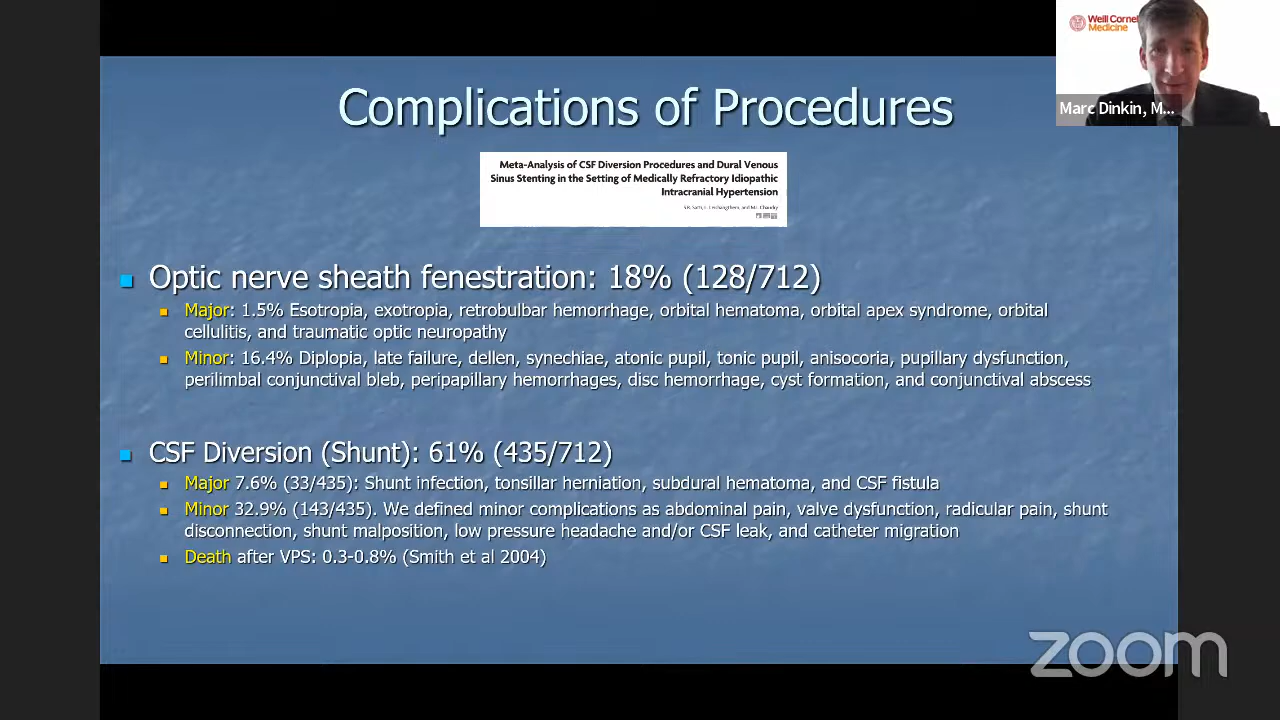 Weill Cornel
Medicine
Marc Dinkin, M...
Complications of Procedures
Meta-Analysis of CSF Diversion Procedures and Dural Venous
Sinus Stenting in the Setting of Medically Refractory Idiopathic
Intracranial Hypertension
Optic nerve sheath fenestration: 18% (128/712)
Major: 1.5% Esotropia, exotropia, retrobulbar hemorrhage, orbital hematoma, orbital apex syndrome, orbital
cellulitis, and traumatic optic neuropathy
Minor: 16.4% Diplopia, late failure, dellen, synechiae, atonic pupil, tonic pupil, anisocoria, pupillary dysfunction,
perilimbal conjunctival bleb, peripapillary hemorrhages, disc hemorrhage, cyst formation, and conjunctival abscess
CSF Diversion (Shunt): 61% (435/712)
Major 7.6% (33/435): Shunt infection, tonsillar herniation, subdural hematoma, and CSF fistula
Minor 32.9% (143/435). We defined minor complications as abdominal pain, valve dysfunction, radicular pain, shunt
disconnection, shunt malposition, low pressure headache and/or CSF leak, and catheter migration
Death after VPS: 0.3-0.8% (Smith et al 2004)
zoom